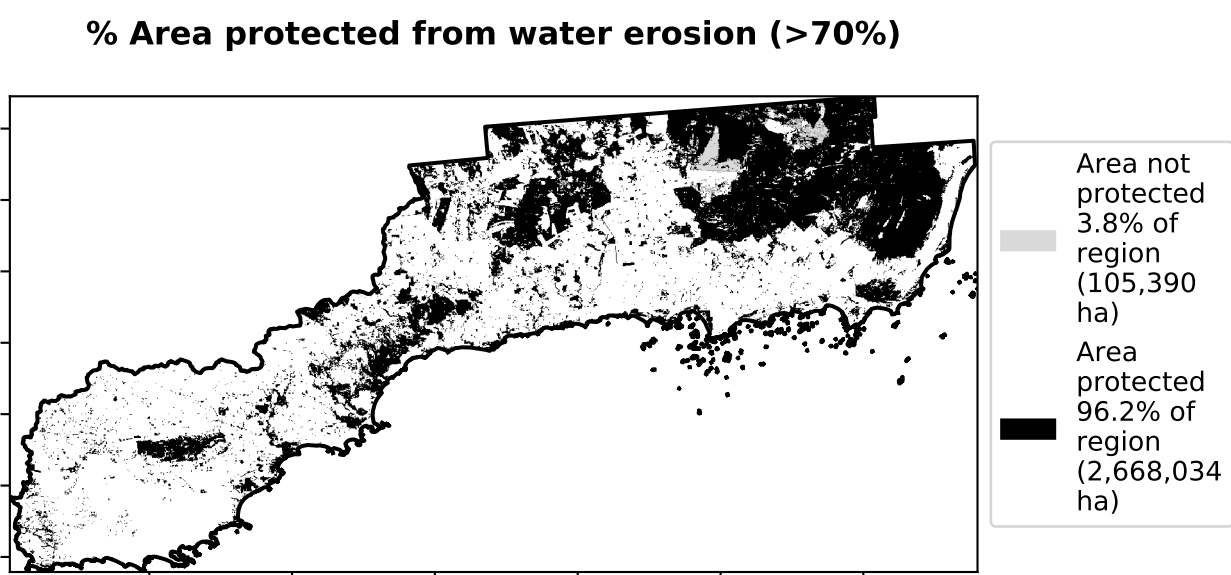 % Area protected from water erosion (>70%)
Area not
protected
3.8% of
region
(105,390
ha)
Area
protected
96.2% of
region
(2,668,034
ha)